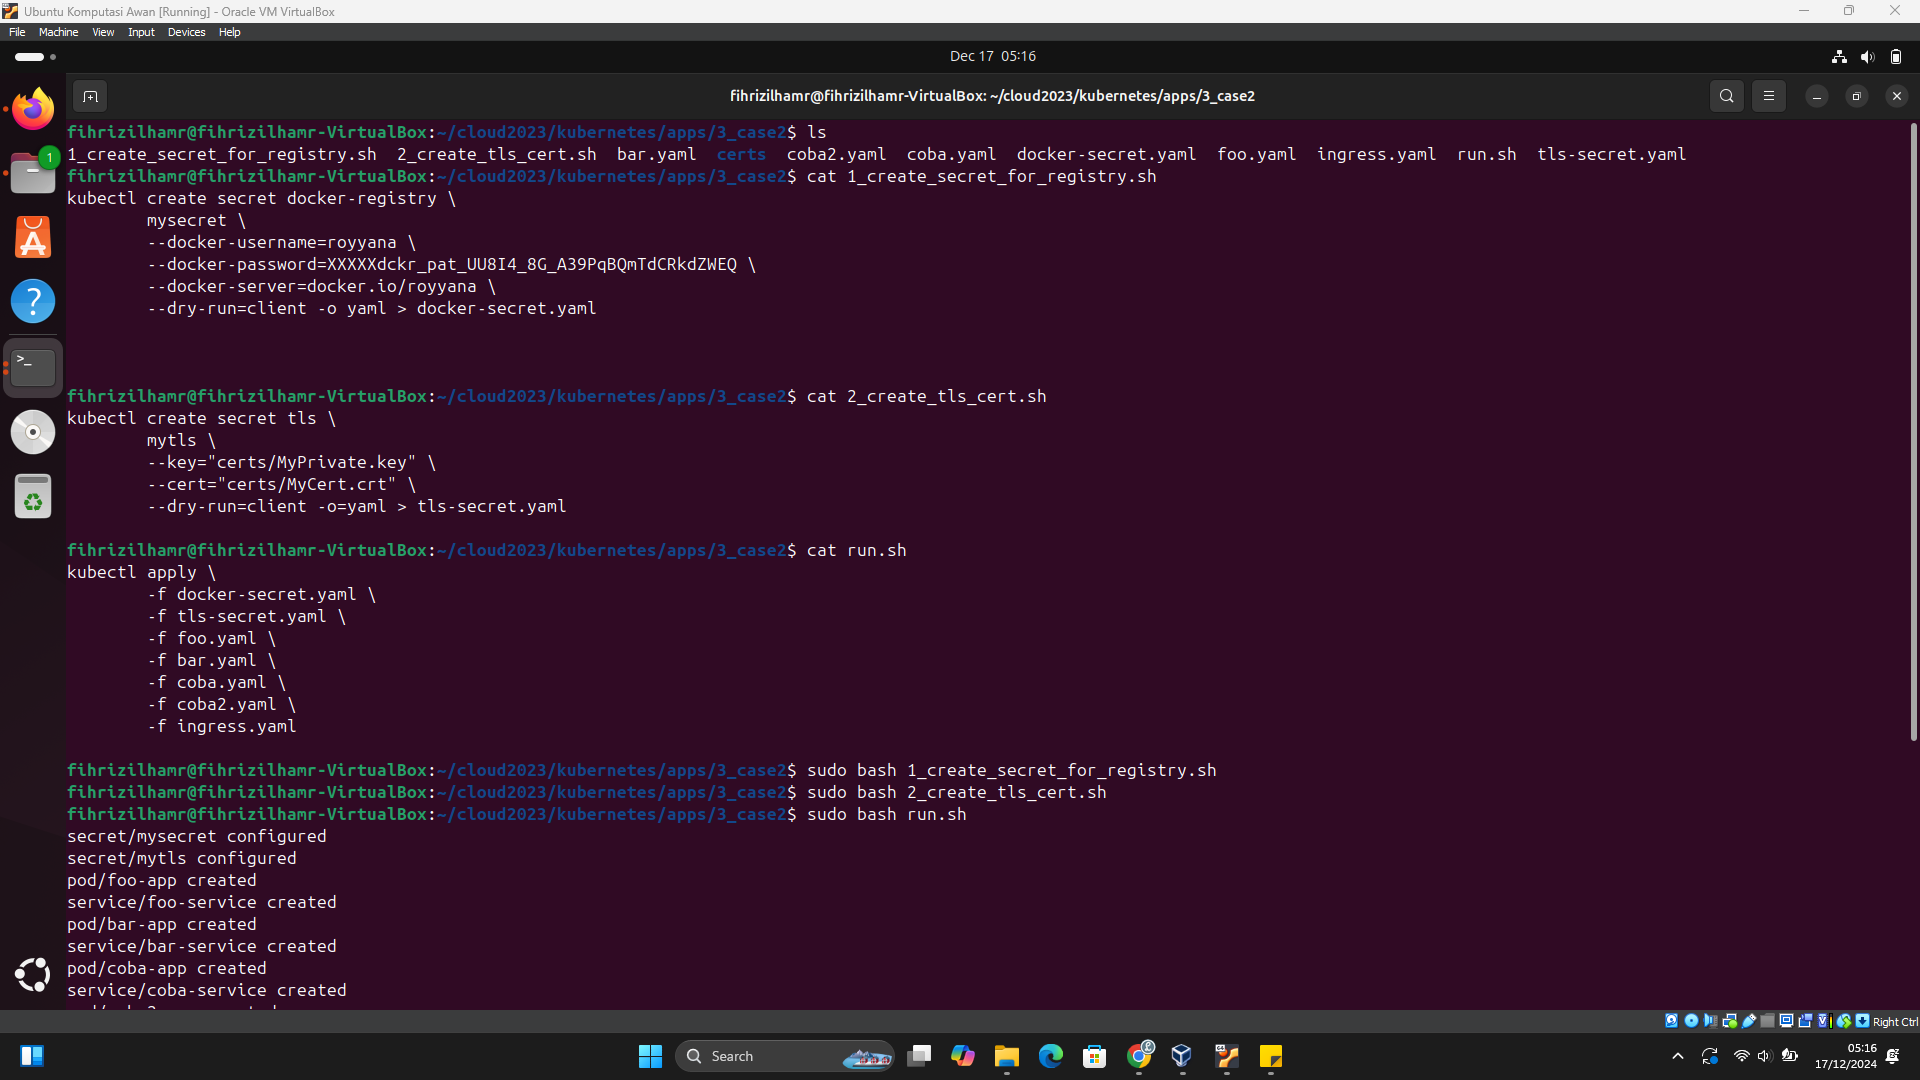 Ubuntu Komputasi Awan [Running] - Oracle VM VirtualBox
File Machine View Input Devices Help
Dec 17 05:16
fihrizilhamr@fihrizilhamr-VirtualBox: ~/cloud2023/kubernetes/apps/3_case2
1
fihrizilhamr@fihrizilhamr-VirtualBox:~/cloud2023/kubernetes/apps/3_case2$ ls
1_create_secret_for_registry.sh 2_create_tls_cert.sh bar.yaml certs coba2.yaml coba.yaml docker-secret.yaml foo.yaml ingress.yaml run.sh tls-secret.yaml
fihrizilhamr@fihrizilhamr-VirtualBox:~/cloud2023/kubernetes/apps/3_case2$ cat 1_create_secret_for_registry.sh
kubectl create secret docker-registry \
mysecret \
--docker-username=royyana \
--docker-password=XXXXXdckr_pat_UU8I4_8G_A39PqBQmTdCRkdZWEQ \
--docker-server=docker.io/royyana \
--dry-run=client -o yaml > docker-secret.yaml
fihrizilhamr@fihrizilhamr-VirtualBox:~/cloud2023/kubernetes/apps/3_case2$ cat 2_create_tls_cert.sh
kubectl create secret tls \
mytls \
--key="certs/MyPrivate.key" \
--cert="certs/MyCert.crt" \
--dry-run=client -o=yaml > tls-secret.yaml
fihrizilhamr@fihrizilhamr-VirtualBox:~/cloud2023/kubernetes/apps/3_case2$ cat run.sh
kubectl apply \
-f docker-secret.yaml \
-f tls-secret.yaml \
-f foo.yaml \
-f bar.yaml \
-f coba.yaml \
-f coba2.yaml \
-f ingress.yaml
fihrizilhamr@fihrizilhamr-VirtualBox:~/cloud2023/kubernetes/apps/3_case2$ sudo bash 1_create_secret_for_registry.sh
fihrizilhamr@fihrizilhamr-VirtualBox:~/cloud2023/kubernetes/apps/3_case2$ sudo bash 2_create_tls_cert.sh
fihrizilhamr@fihrizilhamr-VirtualBox:~/cloud2023/kubernetes/apps/3_case2$ sudo bash run.sh
secret/mysecret configured
secret/mytls configured
pod/foo-app created
service/foo-service created
pod/bar-app created
service/bar-service created
pod/coba-app created
service/coba-service created
Right Ctrl
Search
05:16
17/12/2024